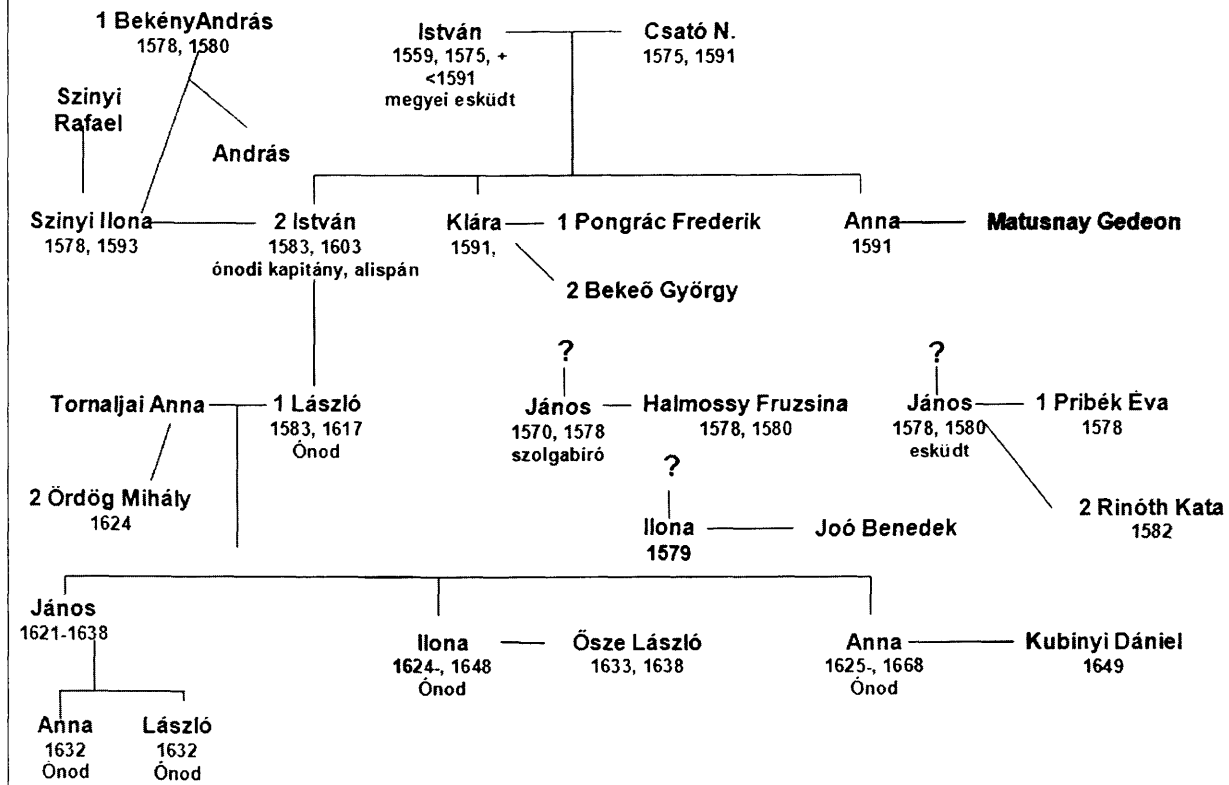 1 BekényAndrás
1578, 1580
István
1559, 1575, +
<1591
megyei esküdt
Csató N.
1575, 1591
Szinyi
Rafael
András
Szinyi Ilona
1578, 1593
2 István
1583, 1603
ónodi kapitány, alispán
Klára
1591,
1 Pongrác Frederik
Anna
1591
Matusnay Gedeon
2 Bekeő György
?
?
Tornaljai Anna
1 László
1583, 1617
Ónod
János
1570, 1578
szolgabíró
Halmossy Fruzsina
1578, 1580
János
1578, 1580
esküdt
1 Pribék Éva
1578
?
2 Ördög Mihály
1624
2 Rinóth Kata
1582
Ilona
1579
Joó Benedek
János
1621-1638
Ilona
1624-, 1648
Ónod
Ősze László
1633, 1638
Anna
1625-, 1668
Ónod
Kubínyi Dániel
1649
Anna
1632
Ónod
László
1632
Ónod